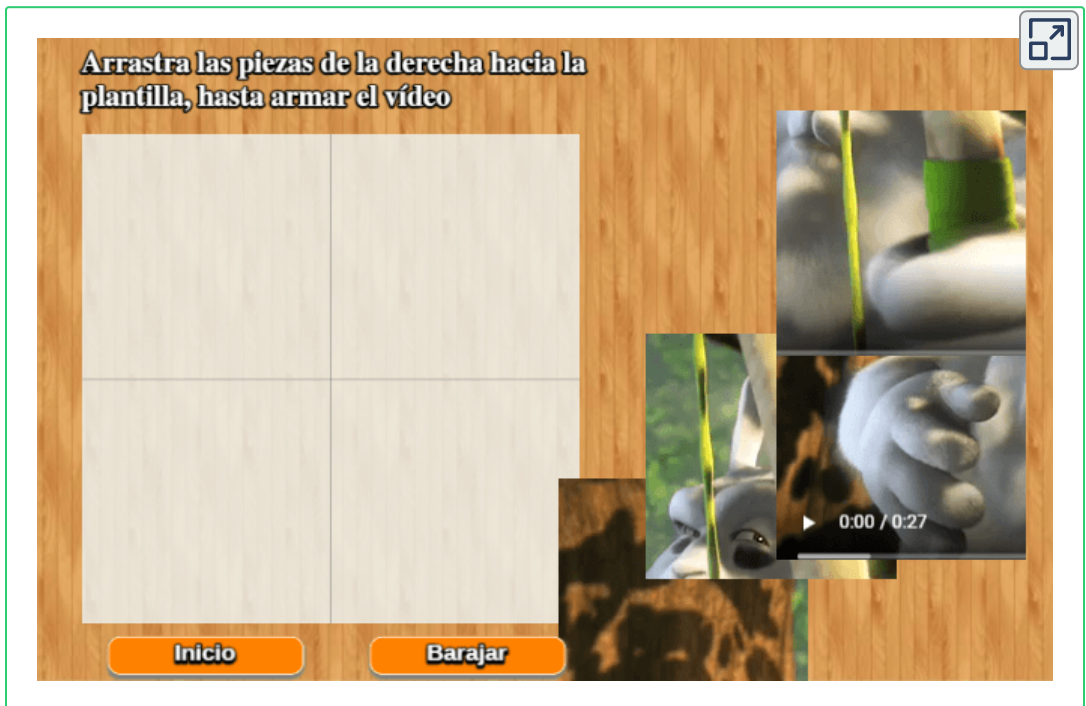 Arrastra las piezas de la derecha hacia la
plantilla, hasta armar el vídeo
0:00 / 0:27
Inicio
Barajar